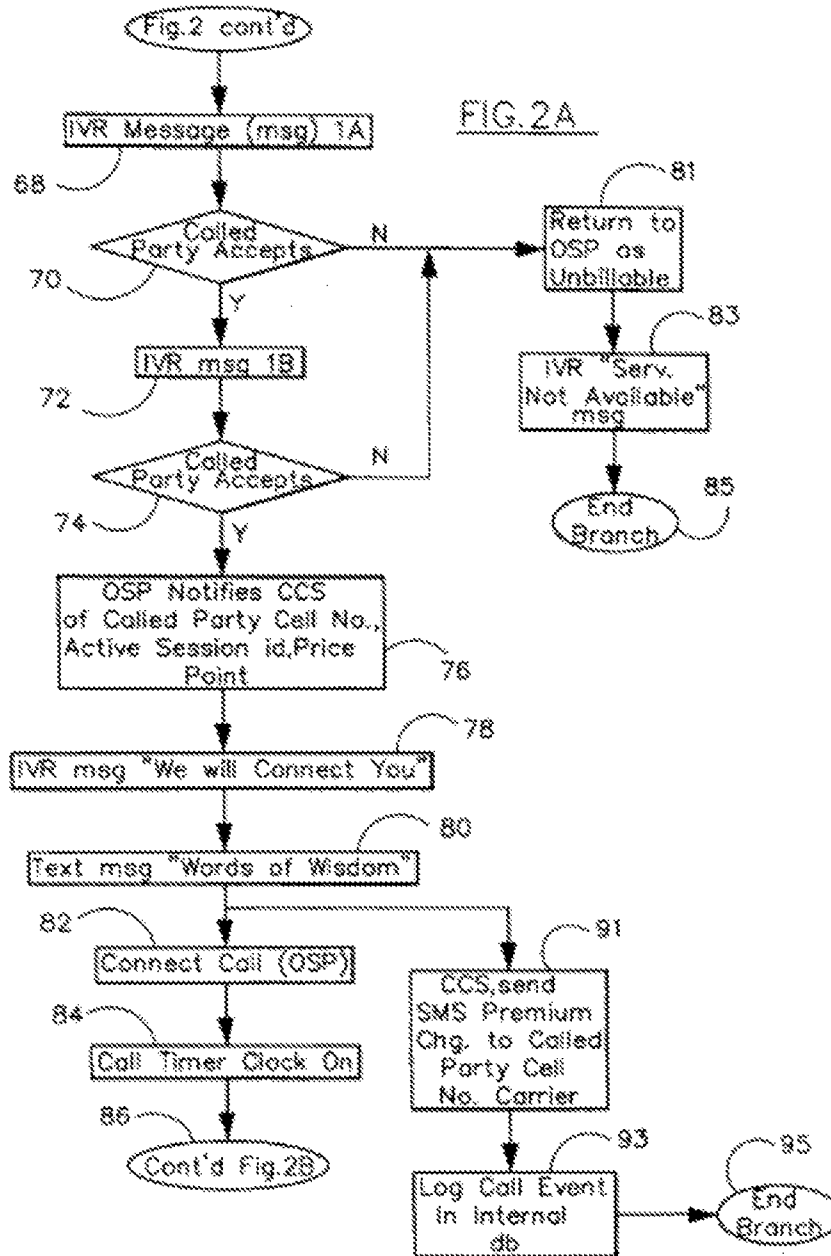 Fig.2 cont'd
FIG.2A
IVR Message (msg) 1A
68
81
Called
Party Accepts
N
Return to
OSP as
Unbillable
70
Y
83
IVR msg 1B
IVR "Serv.
Not Available"
msg
72
Called
Party Accepts
N
74
Y
End
Branch
85
OSP Notifies CCS
of Called Party Cell No.,
Active Session id,Price
Point
76
78
IVR msg "We will Connect You"
80
Text msg "Words of Wisdom"
82
91
Connect Call (OSP)
CCS,send
SMS Premium
Chg. to Called
Party Cell
No. Carrier
84
Call Timer Clock On
86
Cont'd Fig.2B
93
95
Log Call Event
in Internal
db
End
Branch